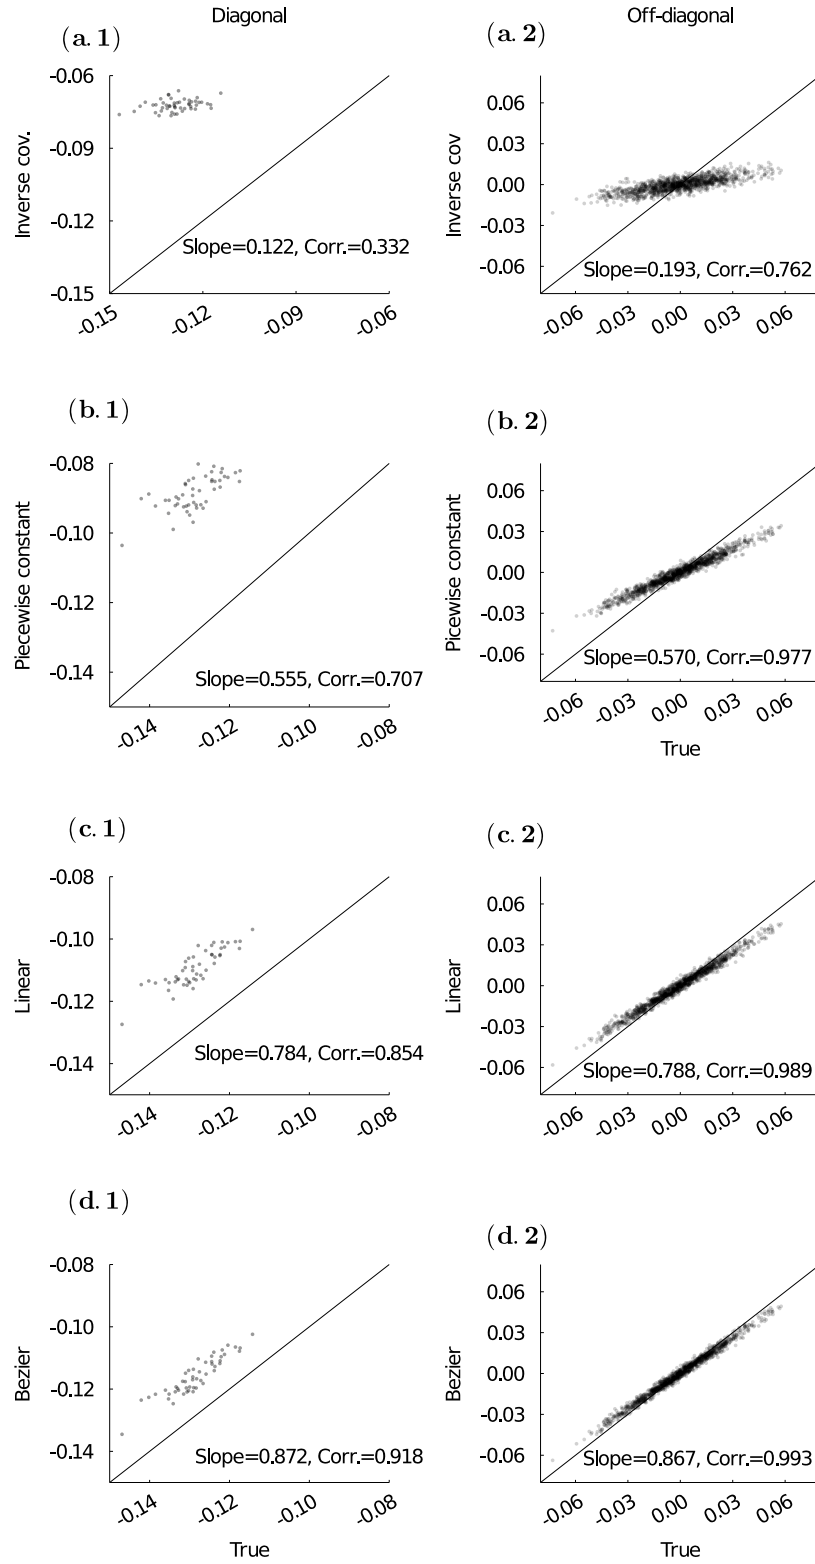 Diagonal
Off-diagonal
(a.1)
(a.2)
Inverse cov.
-0.06
-0.09
-0.12
-0.15
Slope=0.122, Corr.=0.332
-0.15
-0.12
-0.09
-0.06
Inverse cov
0.06
0.03
0.00
-0.03
-0.06
Slope=0.193, Corr.=0.762
-0.06
-0.03
0.00
0.03
0.06
(b.1)
(b.2)
Piecewise constant
-0.08
-0.10
-0.12
-0.14
Slope=0.555, Corr.=0.707
-0.14
-0.12
-0.10
-0.08
Picewise constant
0.06
0.03
0.00
-0.03
-0.06
Slope=0.570, Corr.=0.977
-0.06
-0.03
0.00
0.03
0.06
True
(c.1)
(c.2)
Linear
-0.08
-0.10
-0.12
-0.14
Slope=0.784, Corr.=0.854
-0.14
-0.12
-0.10
-0.08
Linear
0.06
0.03
0.00
-0.03
-0.06
Slope=0.788, Corr.=0.989
-0.06
-0.03
0.00
0.03
0.06
(d.1)
(d.2)
Bezier
-0.08
-0.10
-0.12
-0.14
Slope=0.872, Corr.=0.918
-0.14
-0.12
-0.10
-0.08
True
Bezier
0.06
0.03
0.00
-0.03
-0.06
Slope=0.867, Corr.=0.993
-0.06
-0.03
0.00
0.03
0.06
True